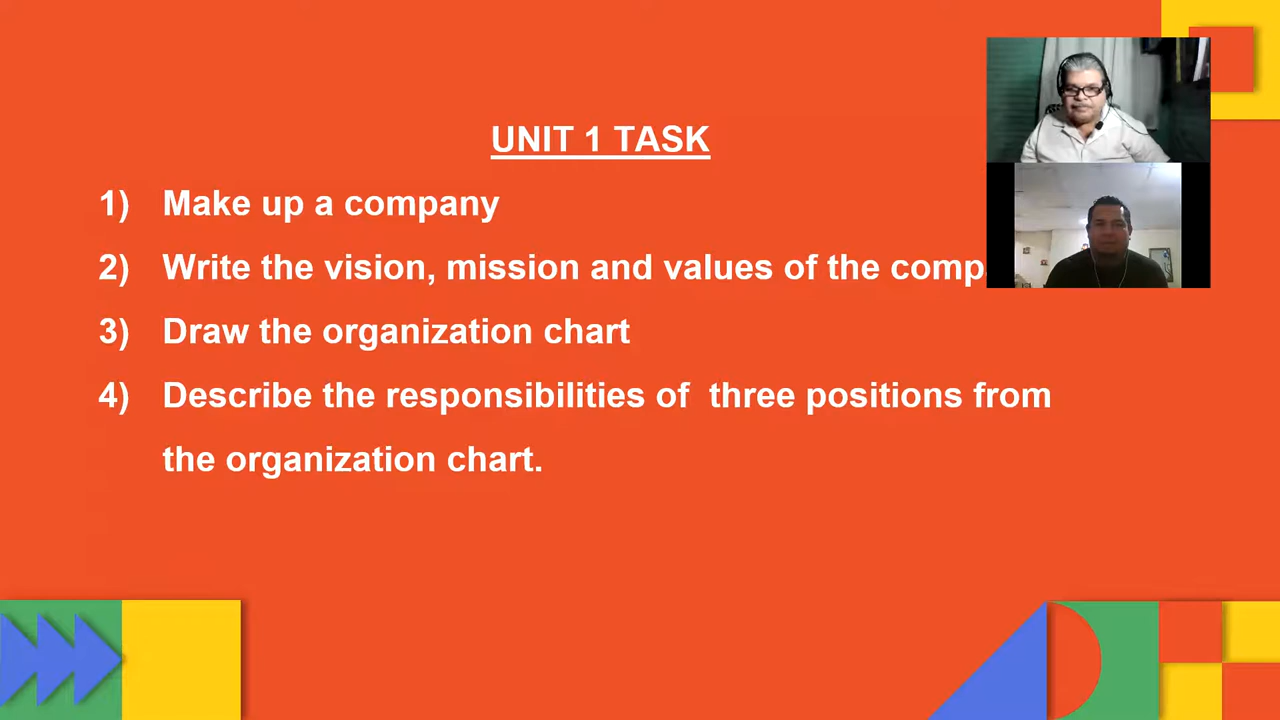 UNIT 1 TASK
1) Make up a company
2) Write the vision, mission and values of the comp
3) Draw the organization chart
4) Describe the responsibilities of three positions from
the organization chart.